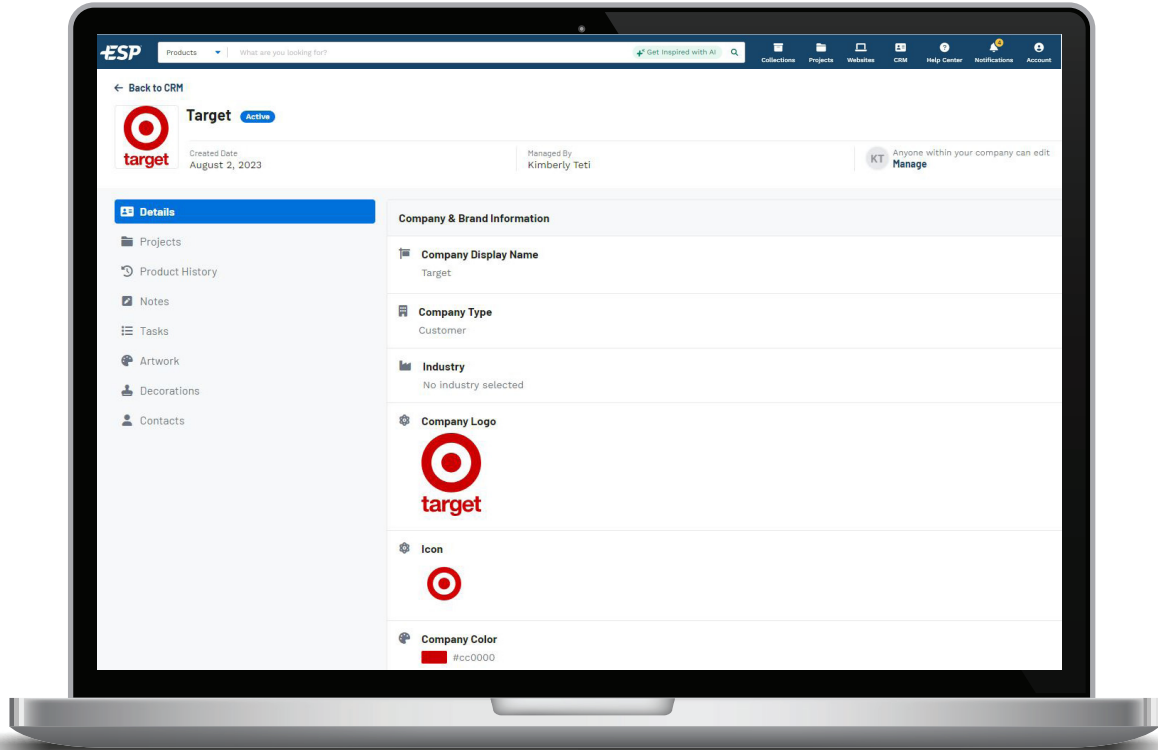 ESP
Products
What are you looking for?
Get Inspired with AI
Collections
Projects
Websites
CRM
Help Center
4
Notifications
Account
← Back to CRM
target
Target
Active
Created Date
August 2, 2023
Managed By
Kimberly Teti
KT
Anyone within your company can edit
Manage
Details
Projects
Product History
Notes
Tasks
Artwork
Decorations
Contacts
Company & Brand Information
Company Display Name
Target
Company Type
Customer
Industry
No industry selected
Company Logo
target
Icon
Company Color
#cc0000